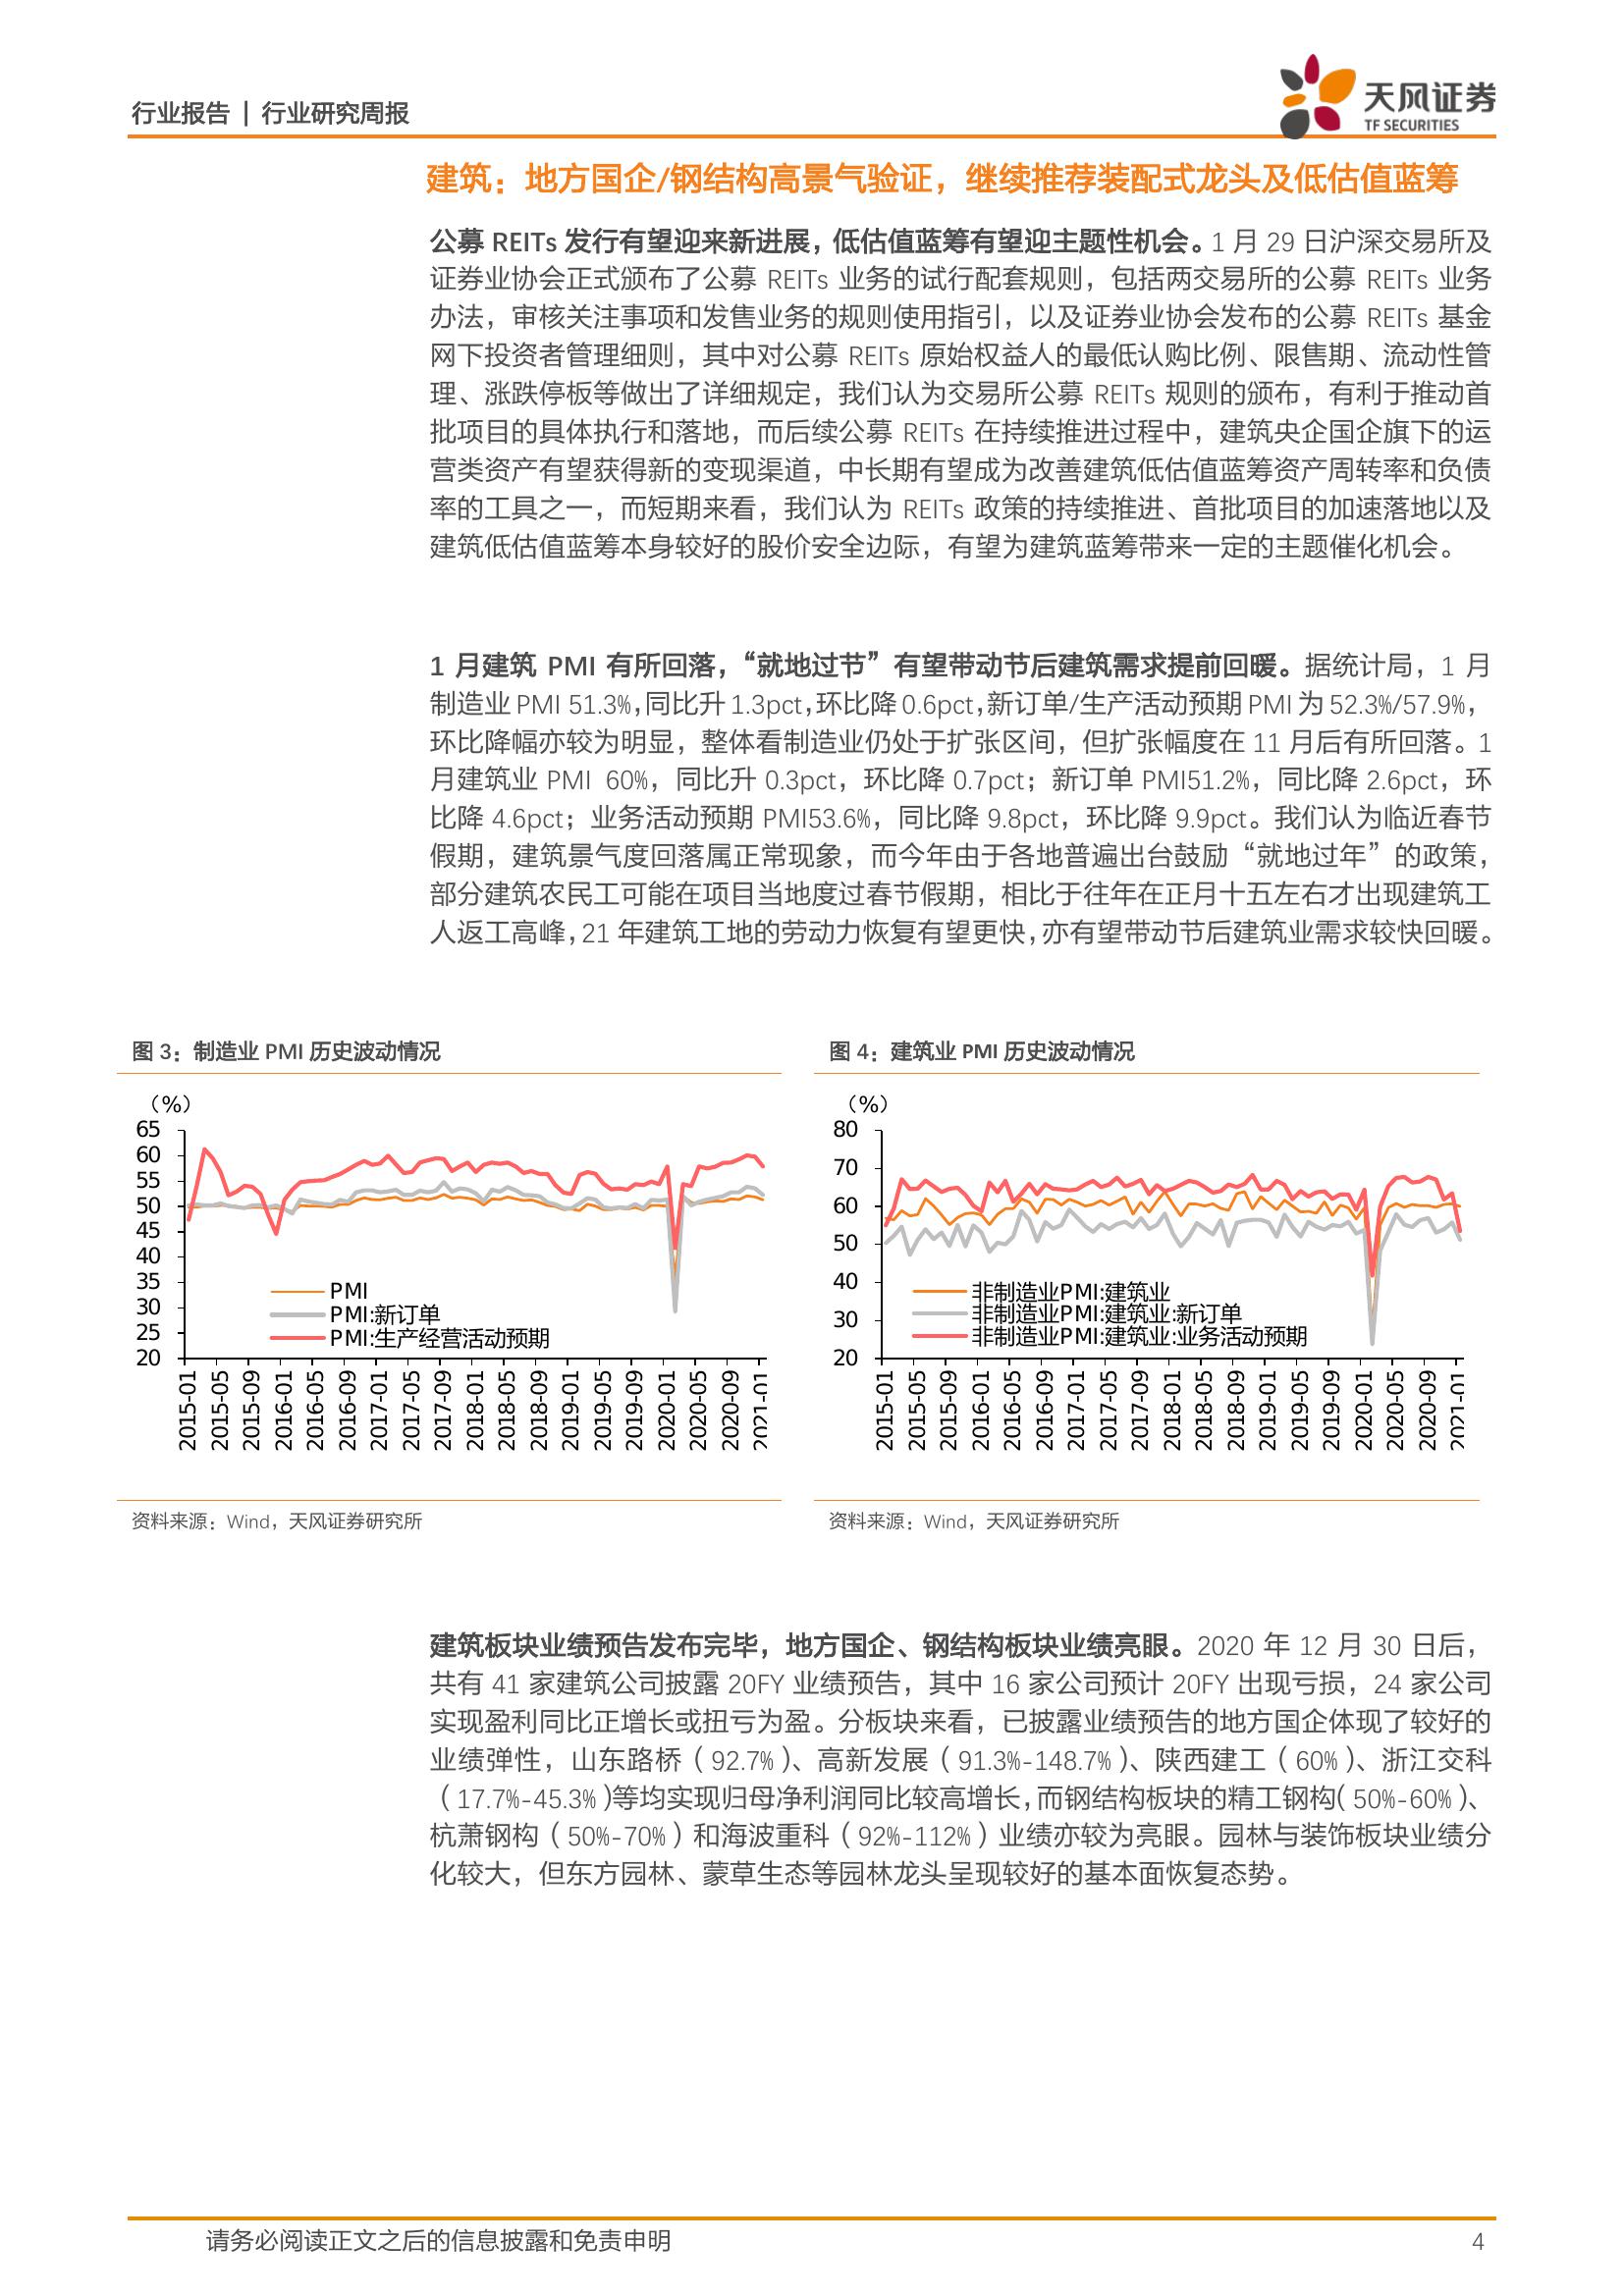 行业报告 | 行业研究周报
天风证券
TF SECURITIES
建筑：地方国企/钢结构高景气验证，继续推荐装配式龙头及低估值蓝筹
公募 REITs 发行有望迎来新进展，低估值蓝筹有望迎主题性机会。1 月 29 日沪深交易所及
证券业协会正式颁布了公募 REITs 业务的试行配套规则，包括两交易所的公募 REITs 业务
办法，审核关注事项和发售业务的规则使用指引，以及证券业协会发布的公募 REITs 基金
网下投资者管理细则，其中对公募 REITs 原始权益人的最低认购比例、限售期、流动性管
理、涨跌停板等做出了详细规定，我们认为交易所公募 REITs 规则的颁布，有利于推动首
批项目的具体执行和落地，而后续公募 REITs 在持续推进过程中，建筑央企国企旗下的运
营类资产有望获得新的变现渠道，中长期有望成为改善建筑低估值蓝筹资产周转率和负债
率的工具之一，而短期来看，我们认为 REITs 政策的持续推进、首批项目的加速落地以及
建筑低估值蓝筹本身较好的股价安全边际，有望为建筑蓝筹带来一定的主题催化机会。
1 月建筑 PMI 有所回落，“就地过节”有望带动节后建筑需求提前回暖。据统计局，1 月
制造业 PMI 51.3%，同比升 1.3pct，环比降 0.6pct，新订单/生产活动预期 PMI 为 52.3%/57.9%，
环比降幅亦较为明显，整体看制造业仍处于扩张区间，但扩张幅度在 11 月后有所回落。1
月建筑业 PMI 60%，同比升 0.3pct，环比降 0.7pct；新订单 PMI51.2%，同比降 2.6pct，环
比降 4.6pct；业务活动预期 PMI53.6%，同比降 9.8pct，环比降 9.9pct。我们认为临近春节
假期，建筑景气度回落属正常现象，而今年由于各地普遍出台鼓励“就地过年”的政策，
部分建筑农民工可能在项目当地度过春节假期，相比于往年在正月十五左右才出现建筑工
人返工高峰，21 年建筑工地的劳动力恢复有望更快，亦有望带动节后建筑业需求较快回暖。
图 3：制造业 PMI 历史波动情况
（%）
65
60
55
50
45
40
35
30
25
20
PMI
PMI:新订单
PMI:生产经营活动预期
2015-01
2015-05
2015-09
2016-01
2016-05
2016-09
2017-01
2017-05
2017-09
2018-01
2018-05
2018-09
2019-01
2019-05
2019-09
2020-01
2020-05
2020-09
2021-01
资料来源：Wind，天风证券研究所
图 4：建筑业 PMI 历史波动情况
（%）
80
70
60
50
40
30
20
非制造业PMI:建筑业
非制造业PMI:建筑业:新订单
非制造业PMI:建筑业:业务活动预期
2015-01
2015-05
2015-09
2016-01
2016-05
2016-09
2017-01
2017-05
2017-09
2018-01
2018-05
2018-09
2019-01
2019-05
2019-09
2020-01
2020-05
2020-09
2021-01
资料来源：Wind，天风证券研究所
建筑板块业绩预告发布完毕，地方国企、钢结构板块业绩亮眼。2020 年 12 月 30 日后，
共有 41 家建筑公司披露 20FY 业绩预告，其中 16 家公司预计 20FY 出现亏损，24 家公司
实现盈利同比正增长或扭亏为盈。分板块来看，已披露业绩预告的地方国企体现了较好的
业绩弹性，山东路桥（92.7%）、高新发展（91.3%-148.7%）、陕西建工（60%）、浙江交科
（17.7%-45.3%）等均实现归母净利润同比较高增长，而钢结构板块的精工钢构（50%-60%）、
杭萧钢构（50%-70%）和海波重科（92%-112%）业绩亦较为亮眼。园林与装饰板块业绩分
化较大，但东方园林、蒙草生态等园林龙头呈现较好的基本面恢复态势。
请务必阅读正文之后的信息披露和免责申明
4